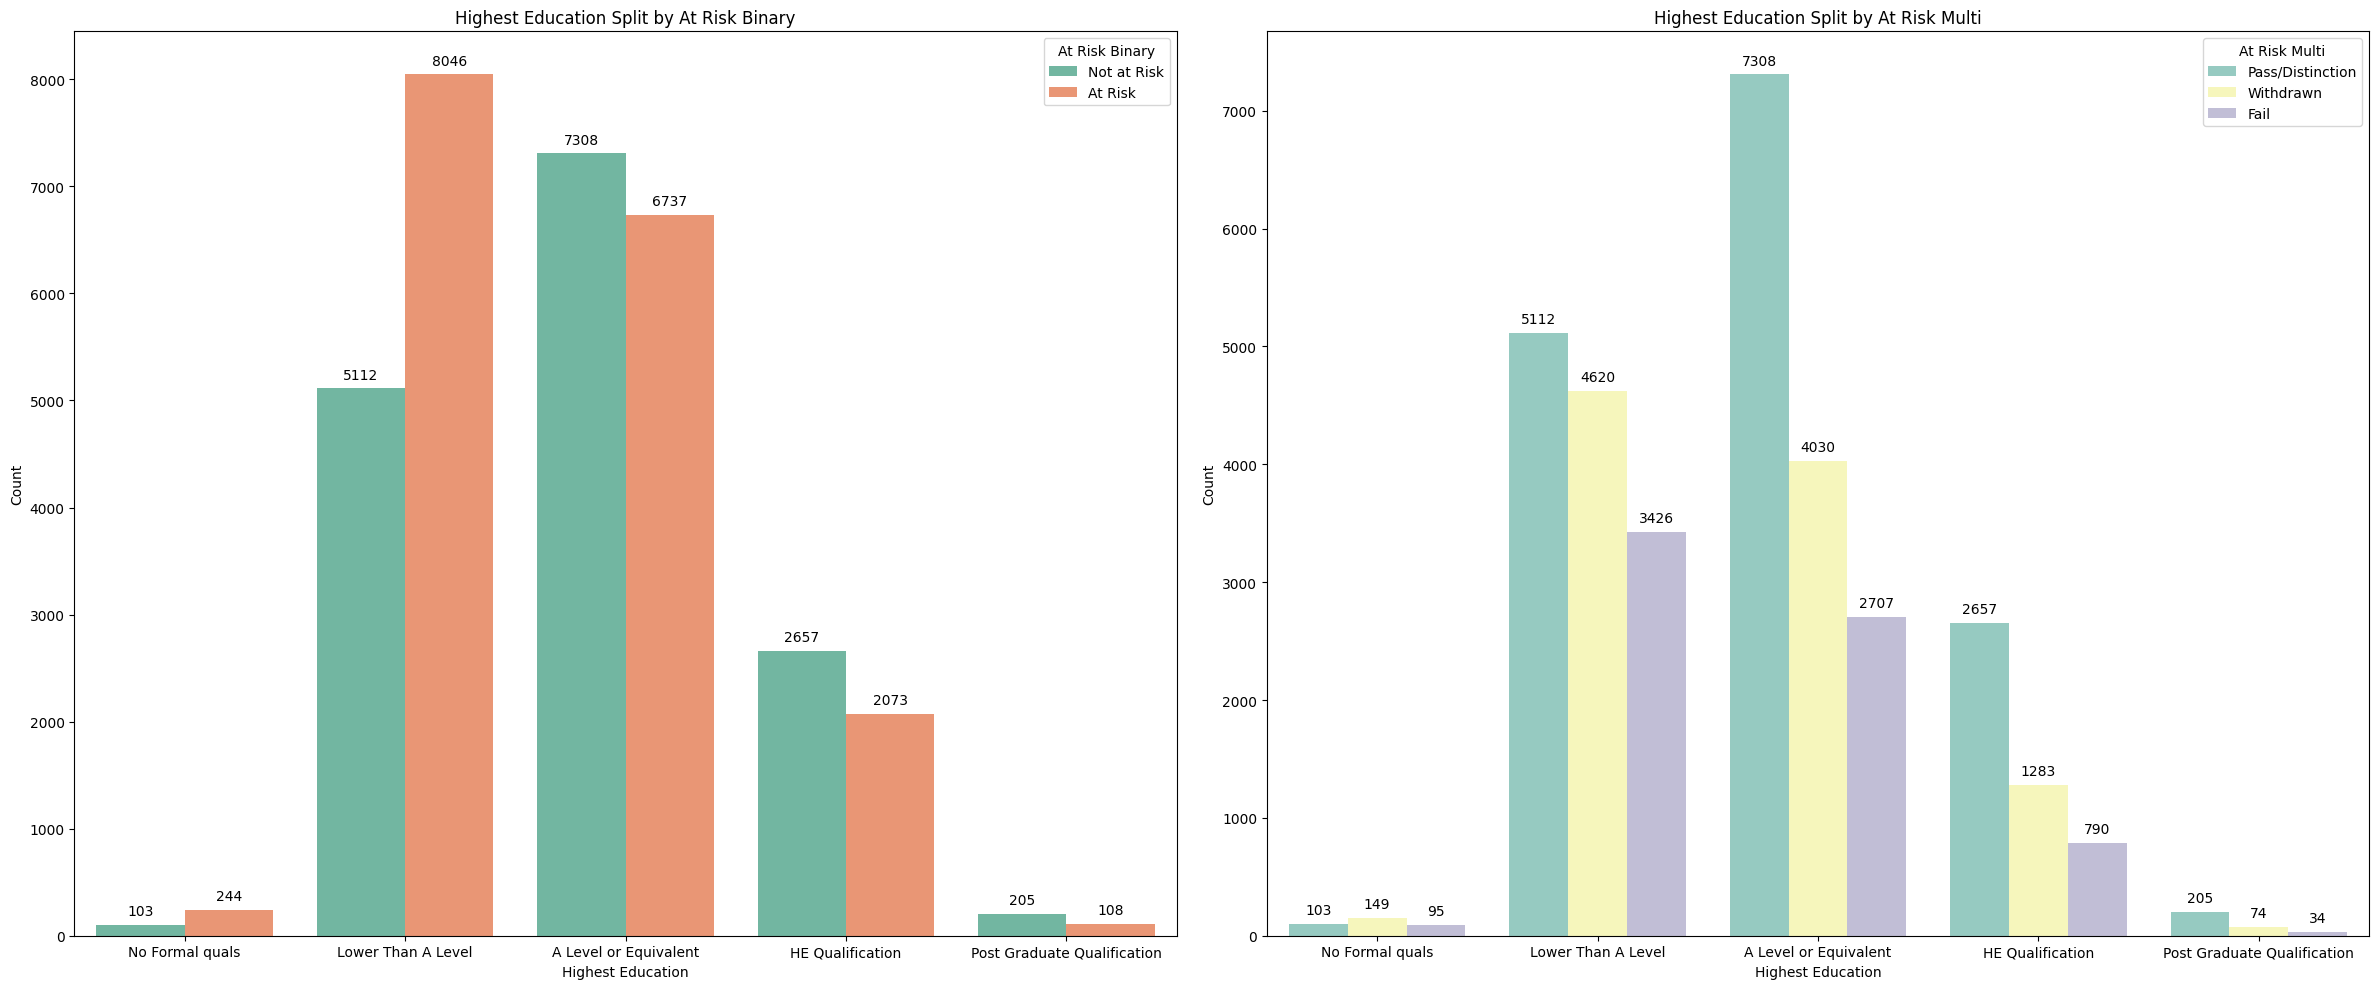 Highest Education Split by At Risk Binary
At Risk Binary
Not at Risk
At Risk
Count
8000
7000
6000
5000
4000
3000
2000
1000
0
103
244
5112
8046
7308
6737
2657
2073
205
108
No Formal quals
Lower Than A Level
A Level or Equivalent
HE Qualification
Post Graduate Qualification
Highest Education
Highest Education Split by At Risk Multi
At Risk Multi
Pass/Distinction
Withdrawn
Fail
Count
7000
6000
5000
4000
3000
2000
1000
0
103
149
95
5112
4620
3426
7308
4030
2707
2657
1283
790
205
74
34
No Formal quals
Lower Than A Level
A Level or Equivalent
HE Qualification
Post Graduate Qualification
Highest Education